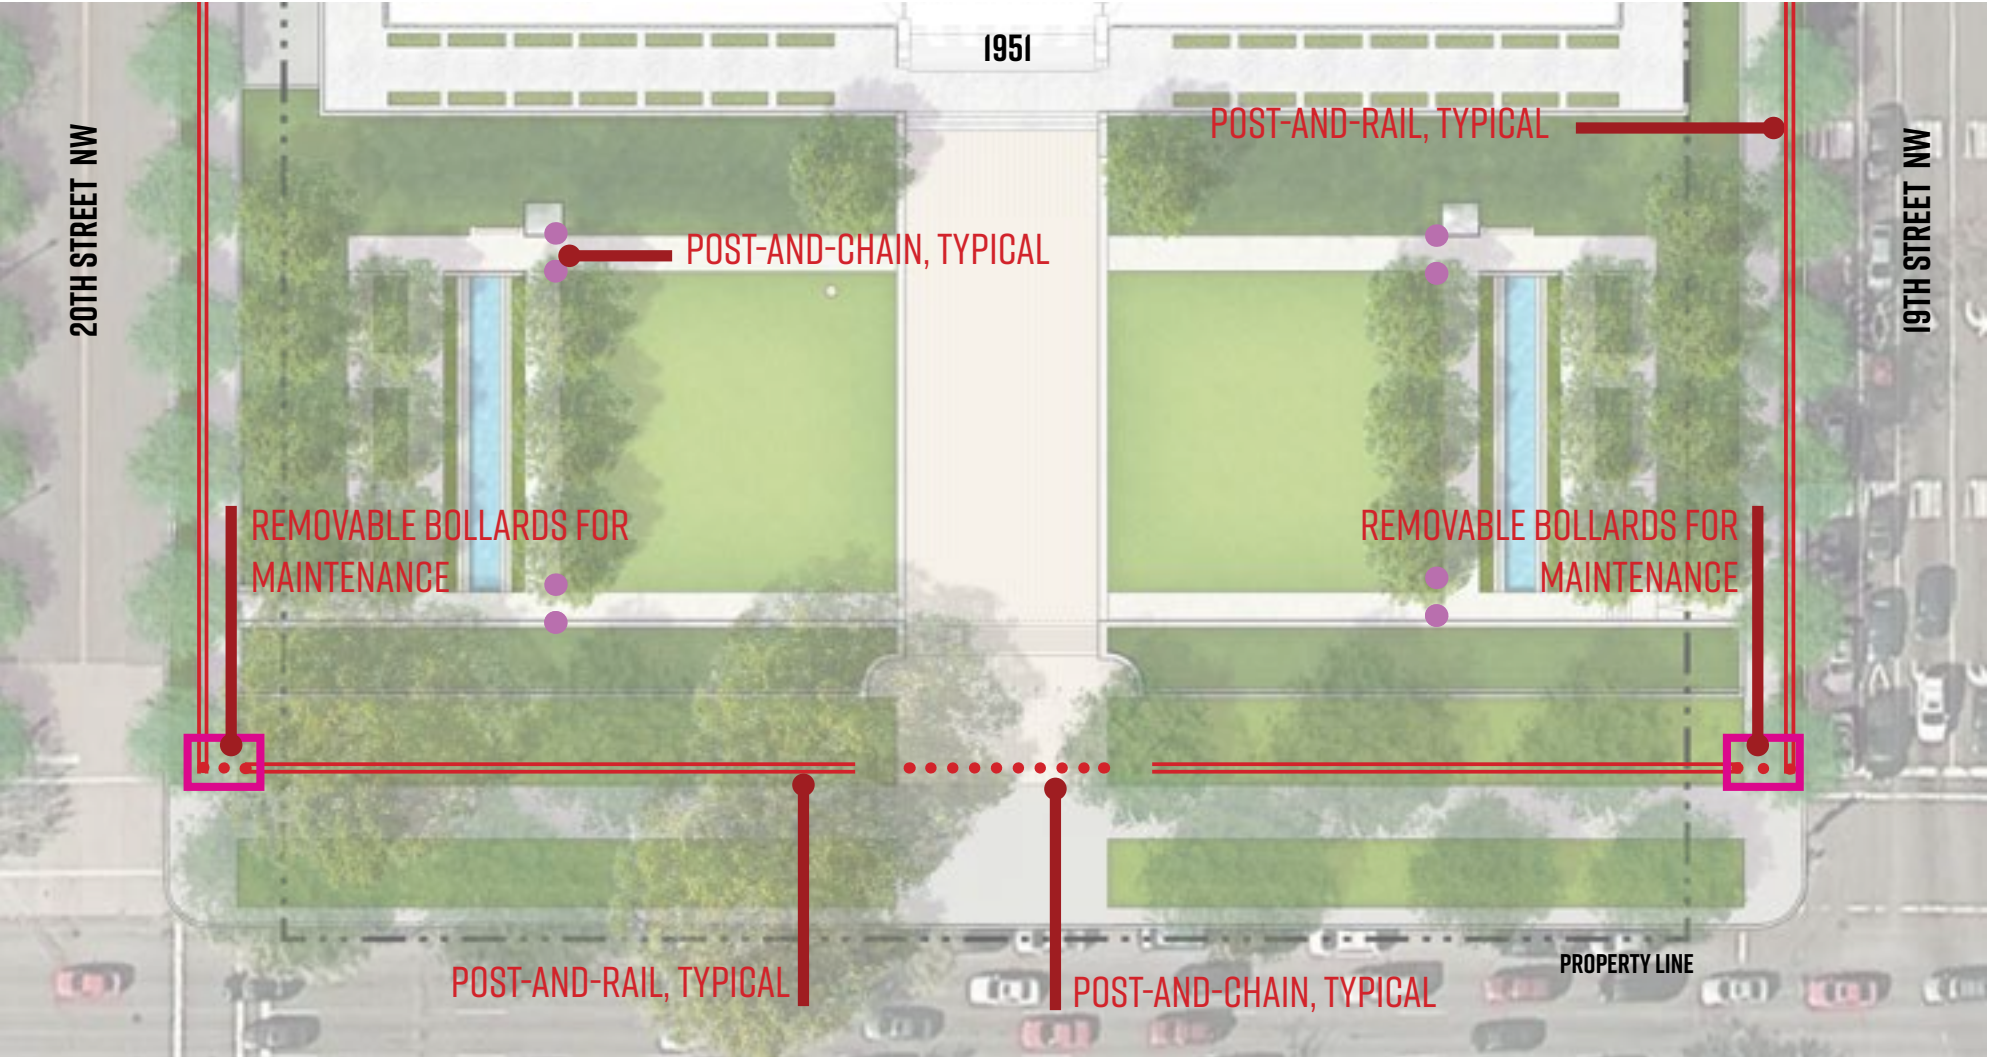 1951
POST-AND-RAIL, TYPICAL
20TH STREET NW
19TH STREET NW
POST-AND-CHAIN, TYPICAL
REMOVABLE BOLLARDS FOR
MAINTENANCE
REMOVABLE BOLLARDS FOR
MAINTENANCE
PROPERTY LINE
POST-AND-RAIL, TYPICAL
POST-AND-CHAIN, TYPICAL